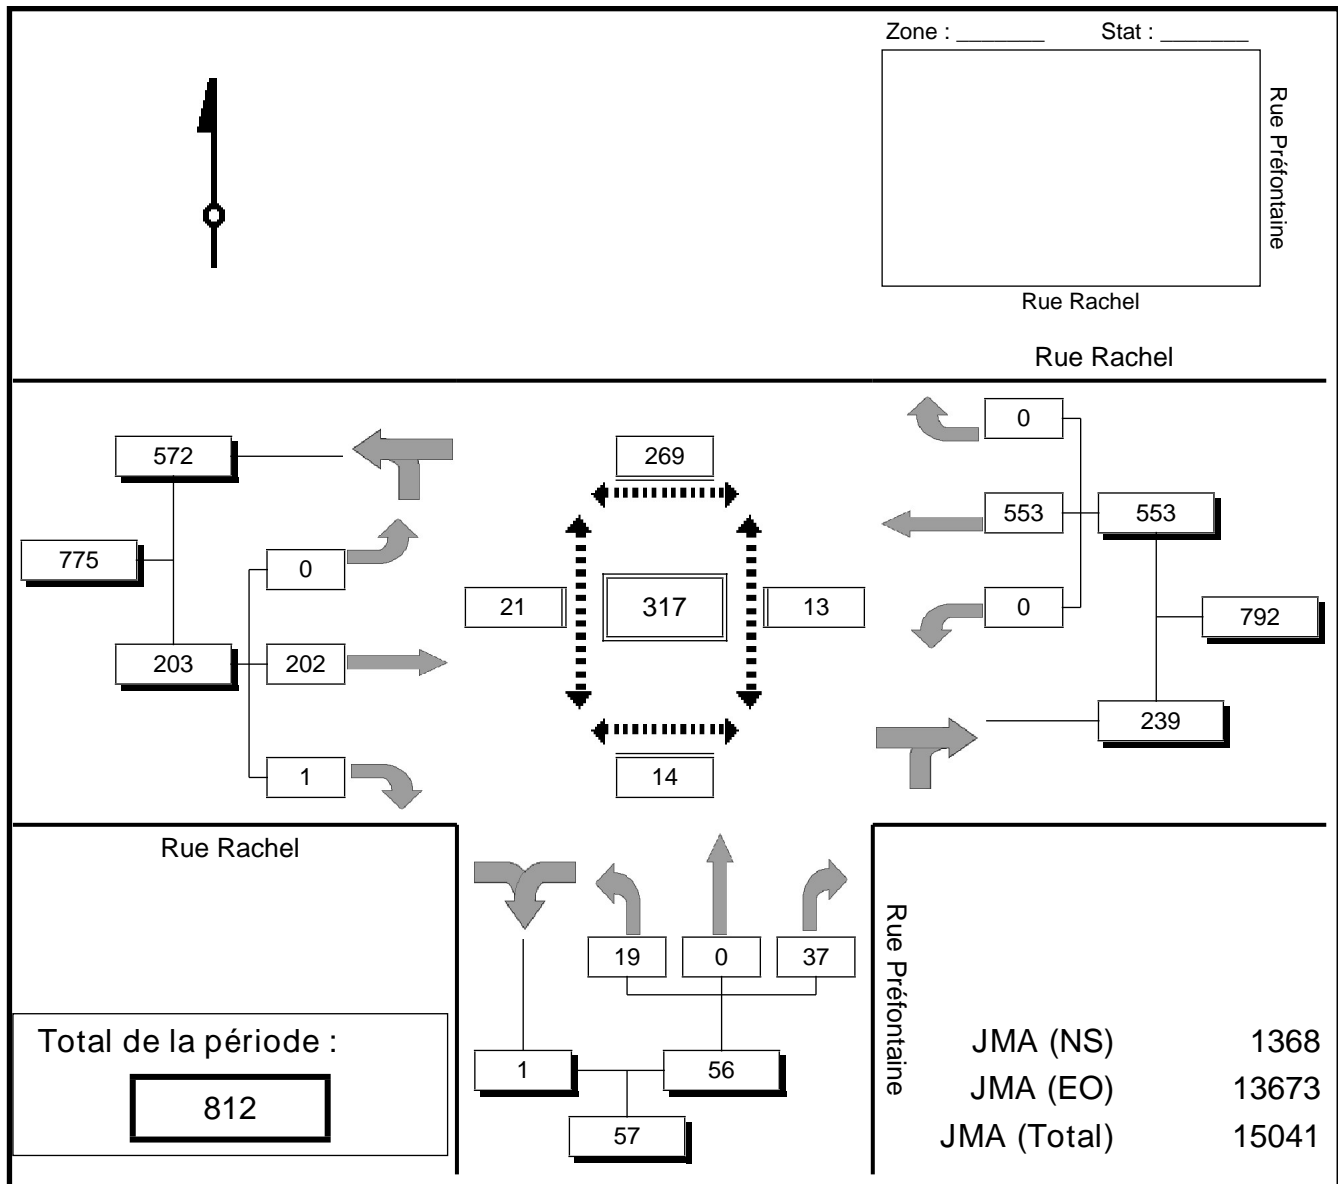 Zone : _______ Stat : _______
Rue Préfontaine
Rue Rachel
Rue Rachel
572
775
0
203
202
1
269
21
317
13
14
0
553
553
0
792
239
Rue Rachel
19
0
37
1
56
57
Rue Préfontaine
Total de la période :
812
JMA (NS) 1368
JMA (EO) 13673
JMA (Total) 15041